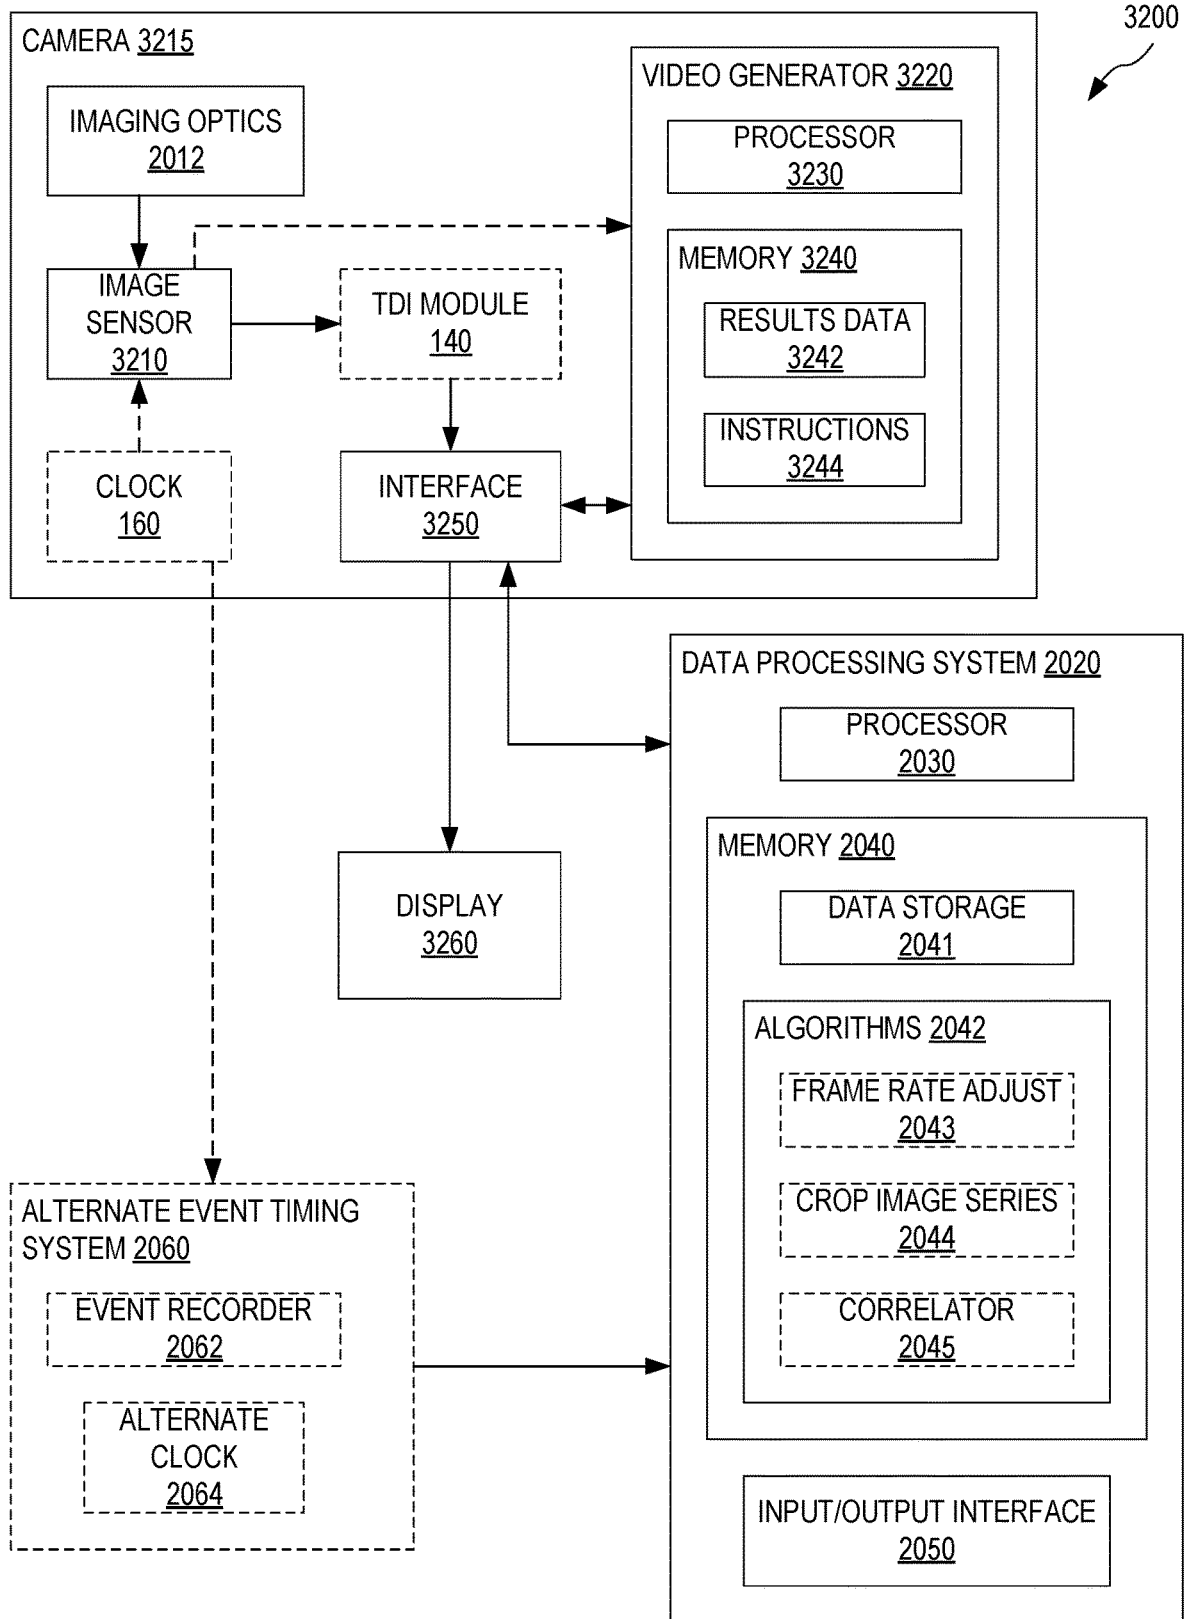 3200
CAMERA 3215
IMAGING OPTICS
2012
IMAGE
SENSOR
3210
CLOCK
160
TDI MODULE
140
INTERFACE
3250
VIDEO GENERATOR 3220
PROCESSOR
3230
MEMORY 3240
RESULTS DATA
3242
INSTRUCTIONS
3244
DISPLAY
3260
DATA PROCESSING SYSTEM 2020
PROCESSOR
2030
MEMORY 2040
DATA STORAGE
2041
ALGORITHMS 2042
FRAME RATE ADJUST
2043
CROP IMAGE SERIES
2044
CORRELATOR
2045
INPUT/OUTPUT INTERFACE
2050
ALTERNATE EVENT TIMING
SYSTEM 2060
EVENT RECORDER
2062
ALTERNATE
CLOCK
2064